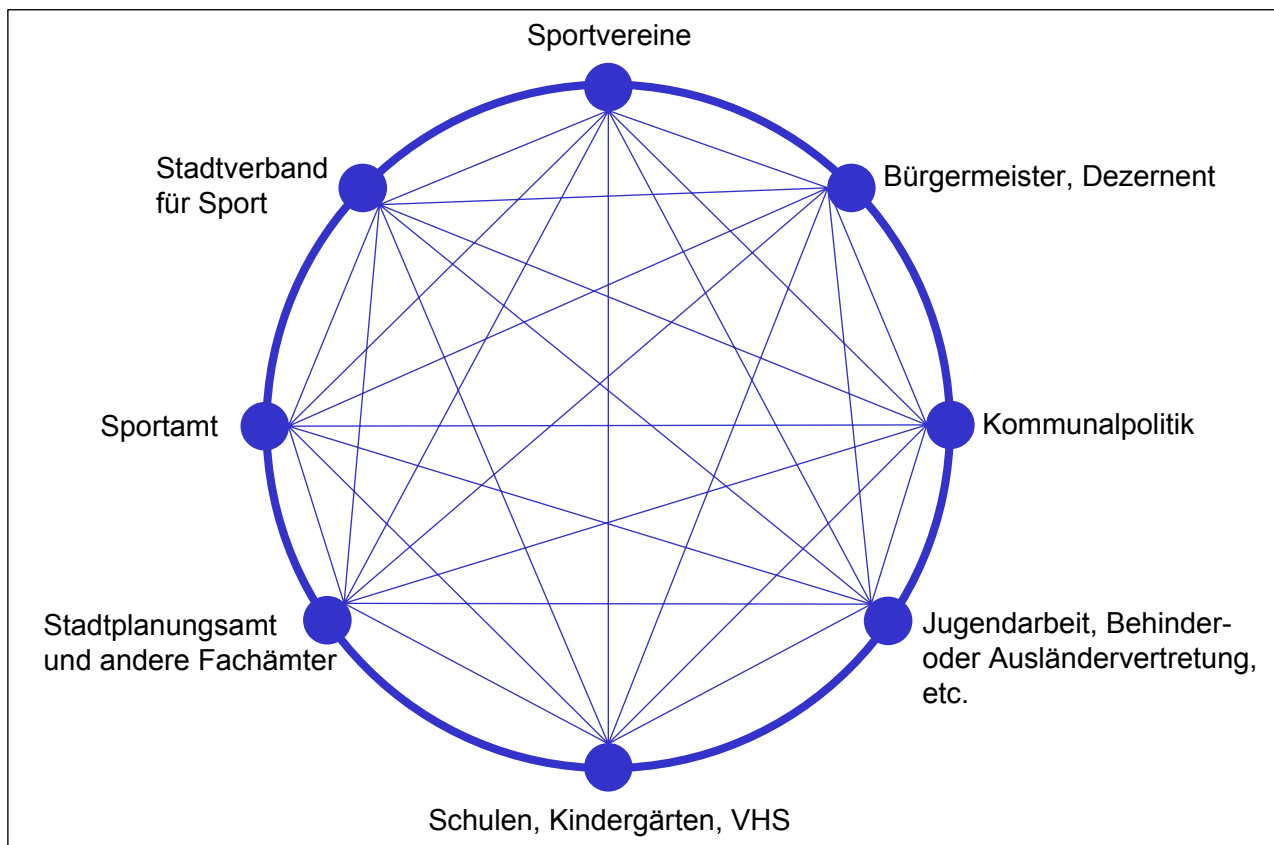 Sportvereine
Stadtverband
für Sport
Bürgermeister, Dezernent
Sportamt
Kommunalpolitik
Stadtplanungsamt
und andere Fachämter
Jugendarbeit, Behinder-
oder Ausländervertretung,
etc.
Schulen, Kindergärten, VHS